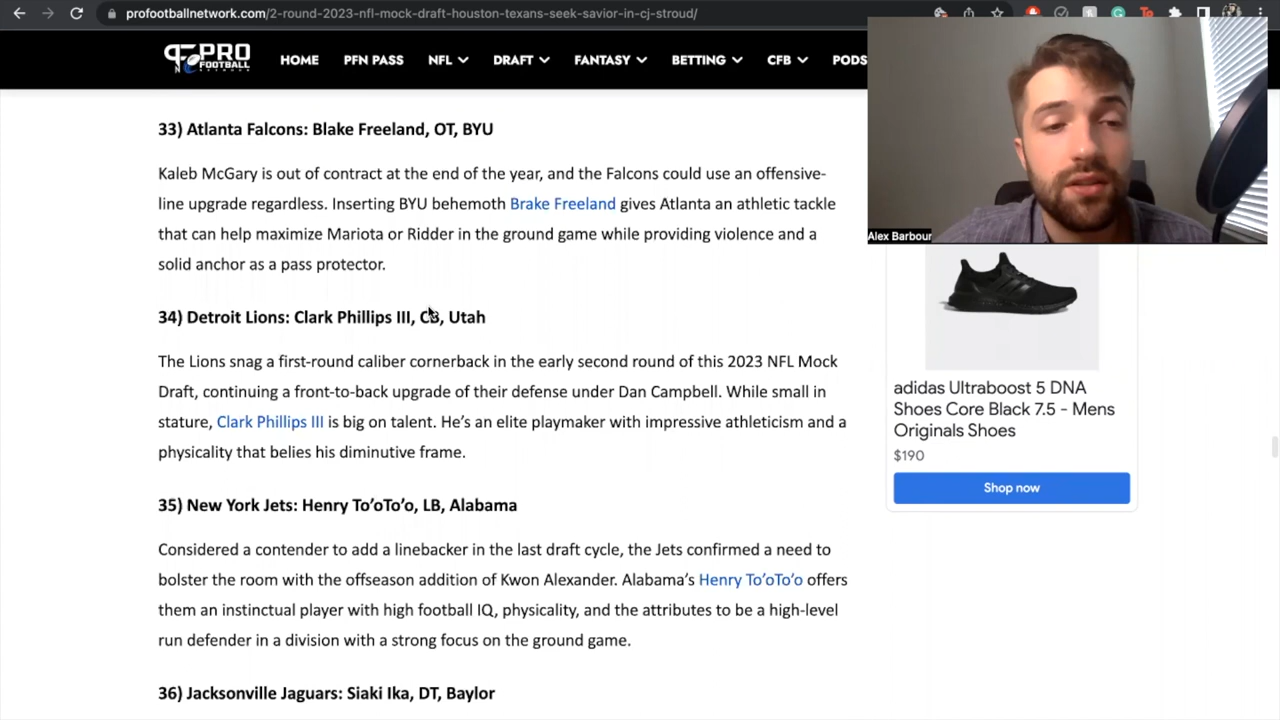 profootballnetwork.com/2-round-2023-nfl-mock-draft-houston-texans-seek-savior-in-cj-stroud/
PRO FOOTBALL NETWORK
HOME PFN PASS NFL DRAFT FANTASY BETTING CFB PODS
33) Atlanta Falcons: Blake Freeland, OT, BYU
Kaleb McGary is out of contract at the end of the year, and the Falcons could use an offensive-
line upgrade regardless. Inserting BYU behemoth Brake Freeland gives Atlanta an athletic tackle
that can help maximize Mariota or Ridder in the ground game while providing violence and a
solid anchor as a pass protector.
34) Detroit Lions: Clark Phillips III, CB, Utah
The Lions snag a first-round caliber cornerback in the early second round of this 2023 NFL Mock
Draft, continuing a front-to-back upgrade of their defense under Dan Campbell. While small in
stature, Clark Phillips III is big on talent. He's an elite playmaker with impressive athleticism and a
physicality that belies his diminutive frame.
35) New York Jets: Henry To'oTo'o, LB, Alabama
Considered a contender to add a linebacker in the last draft cycle, the Jets confirmed a need to
bolster the room with the offseason addition of Kwon Alexander. Alabama's Henry To'oTo'o offers
them an instinctual player with high football IQ, physicality, and the attributes to be a high-level
run defender in a division with a strong focus on the ground game.
36) Jacksonville Jaguars: Siaki Ika, DT, Baylor
Alex Barbour
adidas Ultraboost 5 DNA
Shoes Core Black 7.5 - Mens
Originals Shoes
$190
Shop now